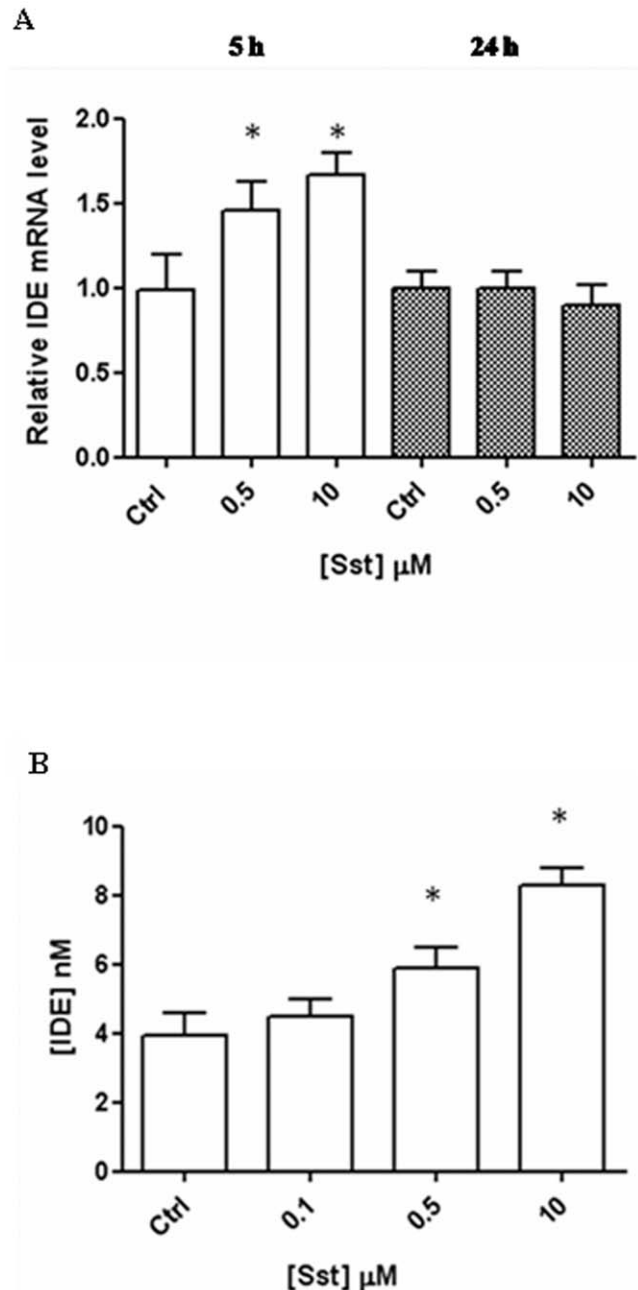 A
5 h 24 h
Relative IDE mRNA level
2.0
1.5
1.0
0.5
0.0
* *
Ctrl 0.5 10 Ctrl 0.5 10
[Sst] μM
B
[IDE] nM
10
8
6
4
2
0
* *
Ctrl 0.1 0.5 10
[Sst] μM